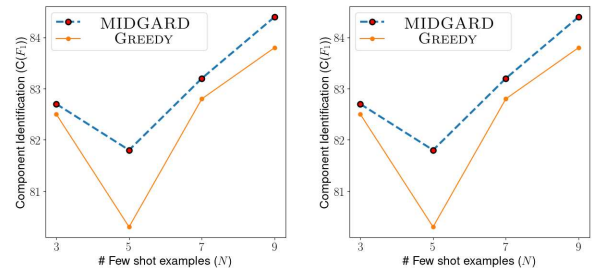 MIDGARD
GREEDY
84
83
82
81
Component Identification (C(F₁))
3 5 7 9
# Few shot examples (N)
MIDGARD
GREEDY
84
83
82
81
Component Identification (C(F₁))
3 5 7 9
# Few shot examples (N)